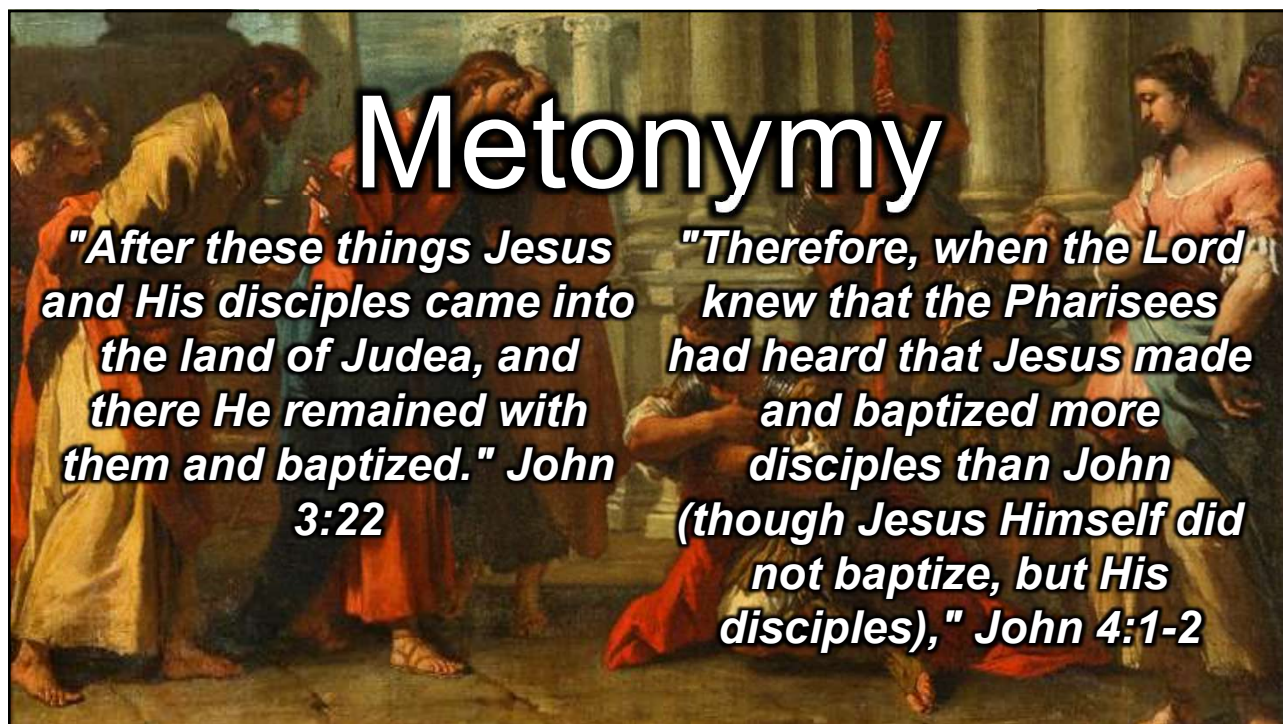 Metonymy
"After these things Jesus
and His disciples came into
the land of Judea, and
there He remained with
them and baptized." John
3:22
"Therefore, when the Lord
knew that the Pharisees
had heard that Jesus made
and baptized more
disciples than John
(though Jesus Himself did
not baptize, but His
disciples)," John 4:1-2